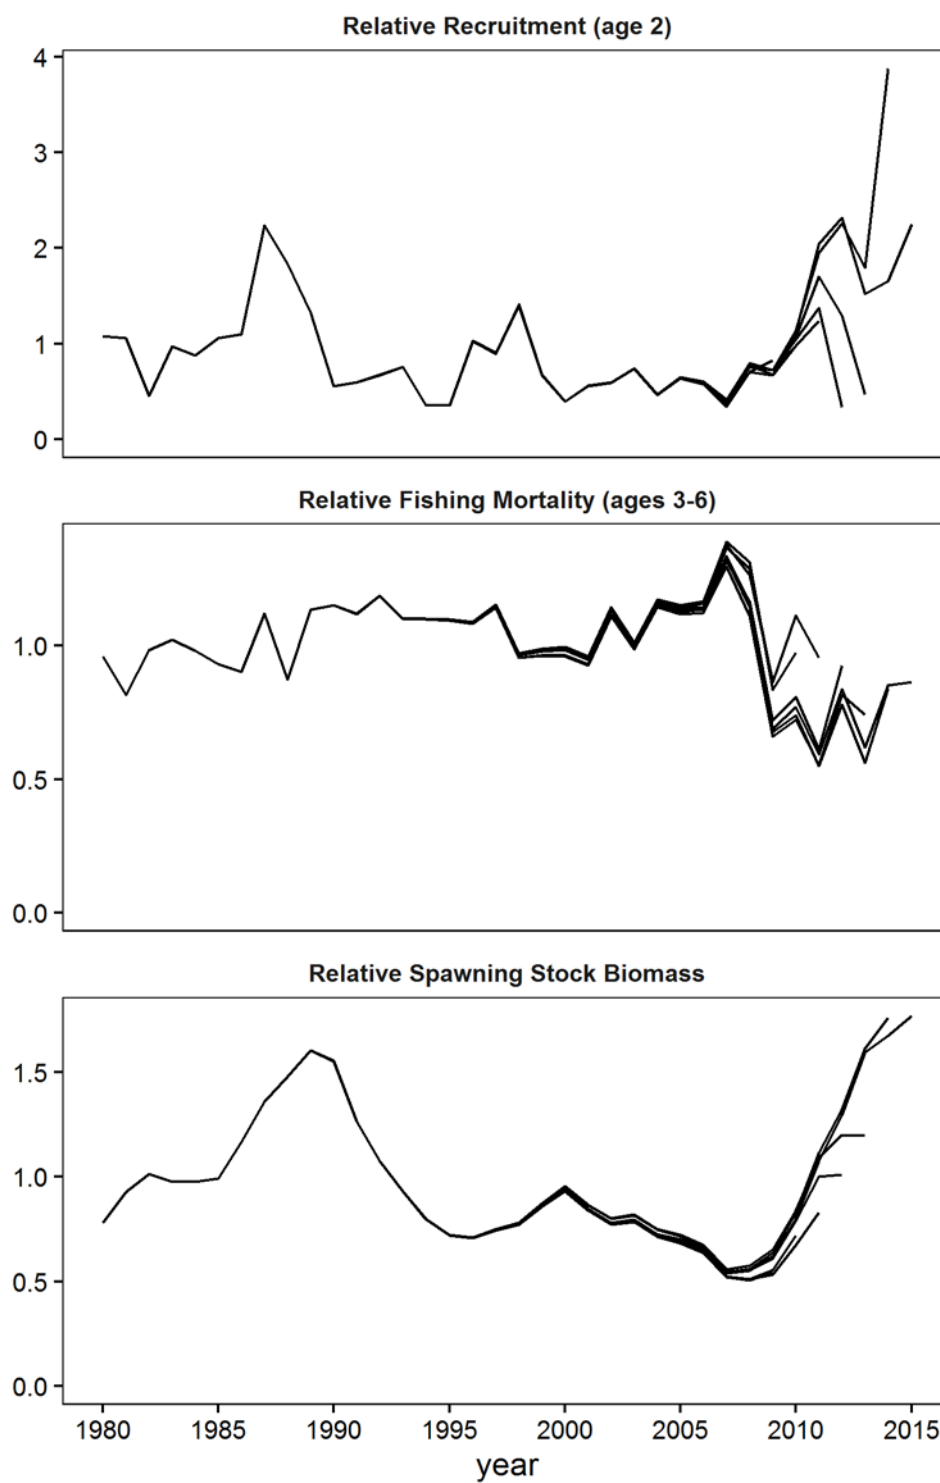 Relative Recruitment (age 2)
4
3
2
1
0
Relative Fishing Mortality (ages 3-6)
1.0
0.5
0.0
Relative Spawning Stock Biomass
1.5
1.0
0.5
0.0
1980 1985 1990 1995 2000 2005 2010 2015
year